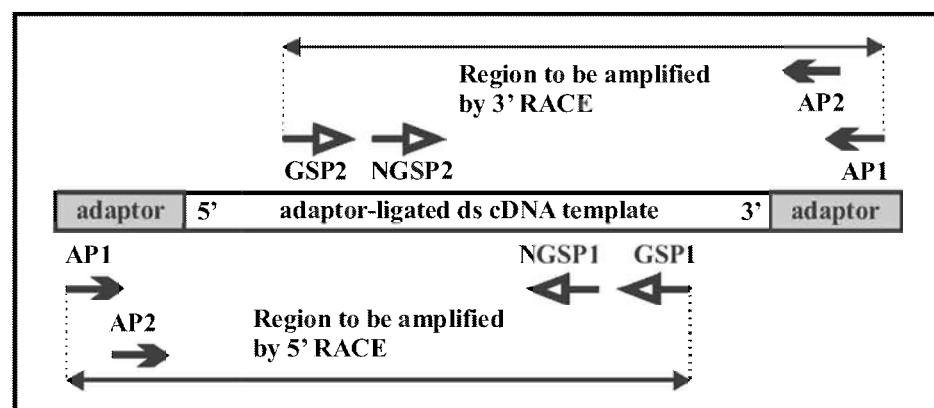 Region to be amplified
by 3’ RACE
AP2
GSP2 NGSP2 AP1
adaptor 5’ adaptor-ligated ds cDNA template 3’ adaptor
AP1 NGSP1 GSP1
AP2 Region to be amplified
by 5’ RACE